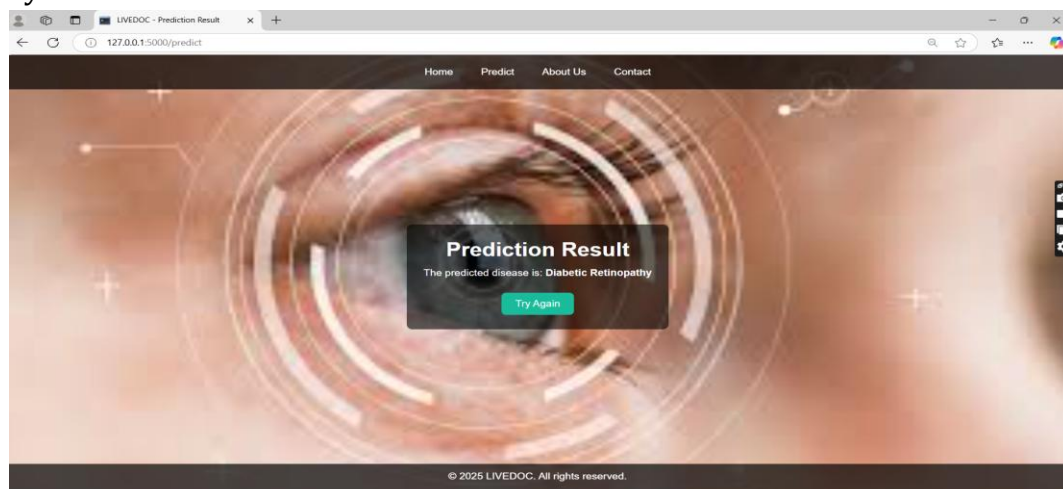 LIVEDOC - Prediction Result
127.0.0.1:5000/predict
Home Predict About Us Contact
Prediction Result
The predicted disease is: Diabetic Retinopathy
Try Again
© 2025 LIVEDOC. All rights reserved.